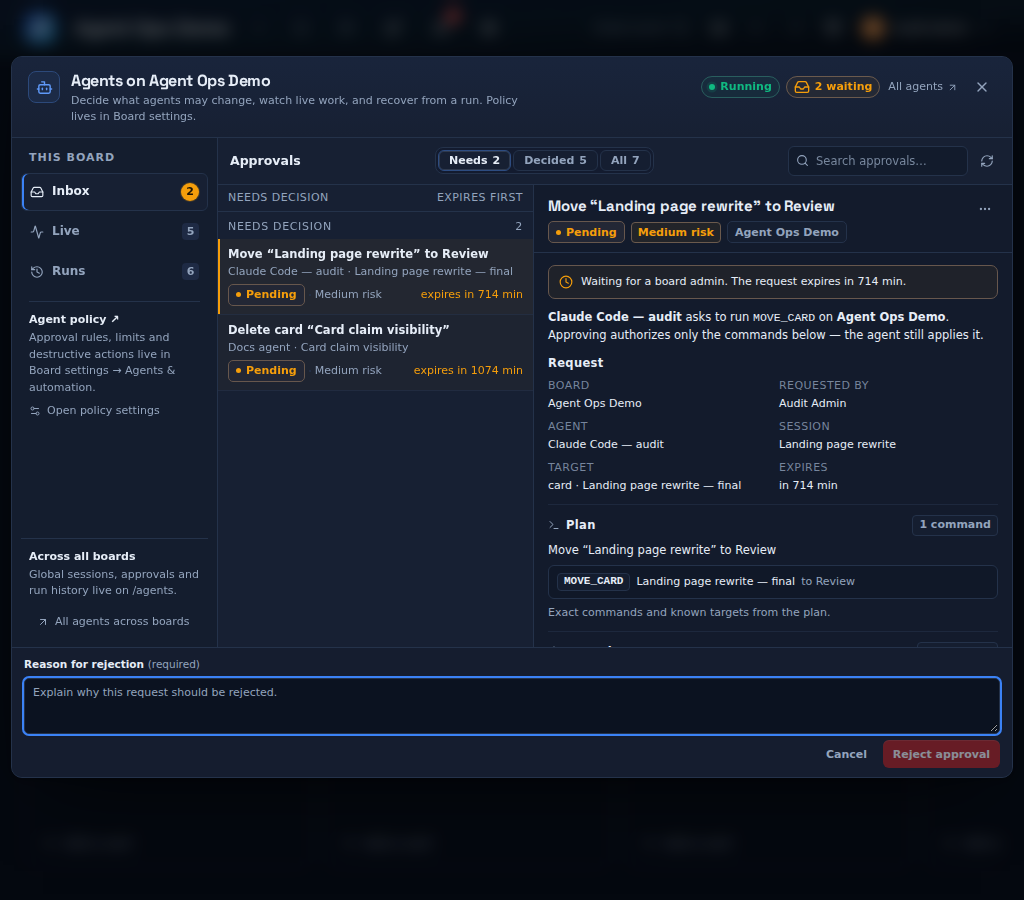 Agents on Agent Ops Demo
Decide what agents may change, watch live work, and recover from a run. Policy
lives in Board settings.
Running
2 waiting
All agents ↗
THIS BOARD
Inbox 2
Live 5
Runs 6
Agent policy ↗
Approval rules, limits and
destructive actions live in
Board settings → Agents &
automation.
Open policy settings
Across all boards
Global sessions, approvals and
run history live on /agents.
All agents across boards
Approvals
Needs 2
Decided 5
All 7
Search approvals...
NEEDS DECISION EXPIRES FIRST
NEEDS DECISION 2
Move “Landing page rewrite” to Review
Claude Code — audit · Landing page rewrite — final
Pending Medium risk expires in 714 min
Delete card “Card claim visibility”
Docs agent · Card claim visibility
Pending Medium risk expires in 1074 min
Move “Landing page rewrite” to Review
Pending Medium risk Agent Ops Demo
Waiting for a board admin. The request expires in 714 min.
Claude Code — audit asks to run MOVE_CARD on Agent Ops Demo.
Approving authorizes only the commands below — the agent still applies it.
Request
BOARD REQUESTED BY
Agent Ops Demo Audit Admin
AGENT SESSION
Claude Code — audit Landing page rewrite
TARGET EXPIRES
card · Landing page rewrite — final in 714 min
Plan 1 command
Move “Landing page rewrite” to Review
MOVE_CARD Landing page rewrite — final to Review
Exact commands and known targets from the plan.
Reason for rejection (required)
Explain why this request should be rejected.
Cancel
Reject approval